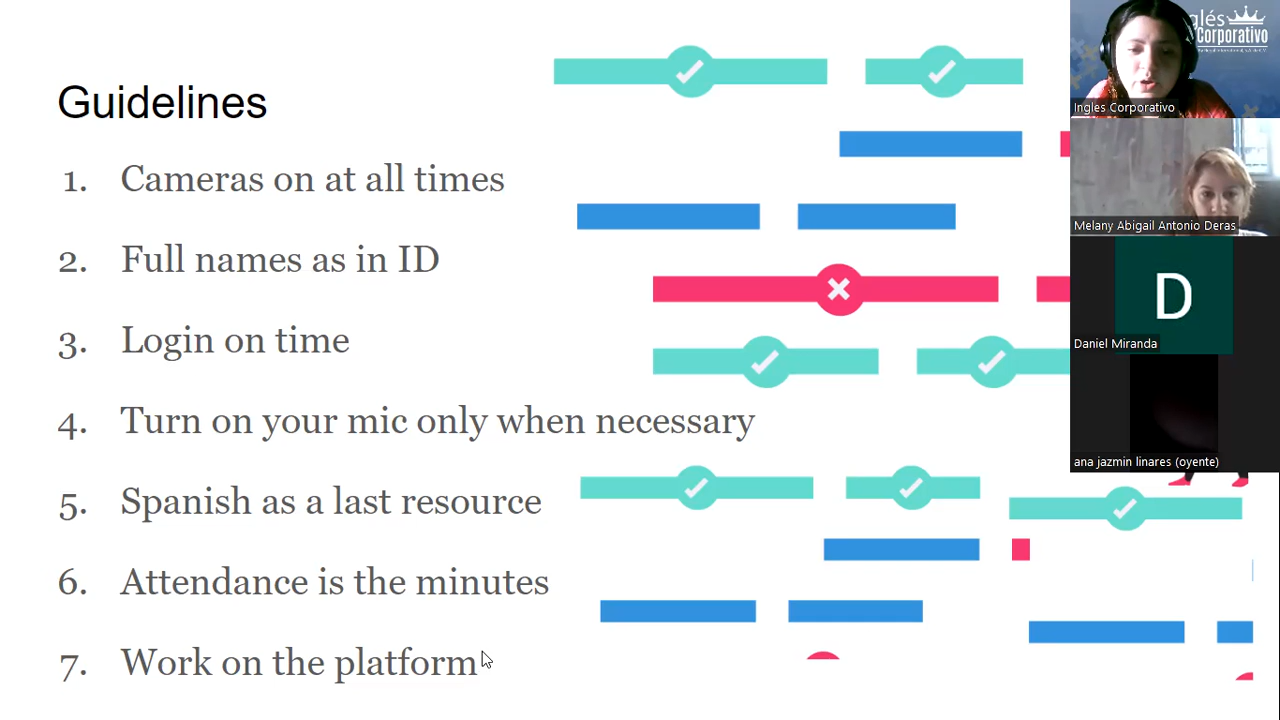 Guidelines
1. Cameras on at all times
2. Full names as in ID
3. Login on time
4. Turn on your mic only when necessary
5. Spanish as a last resource
6. Attendance is the minutes
7. Work on the platform
glés
Corporativo
Ingles Corporativo
Melany Abigail Antonio Deras
D
Daniel Miranda
ana jazmin linares (oyente)